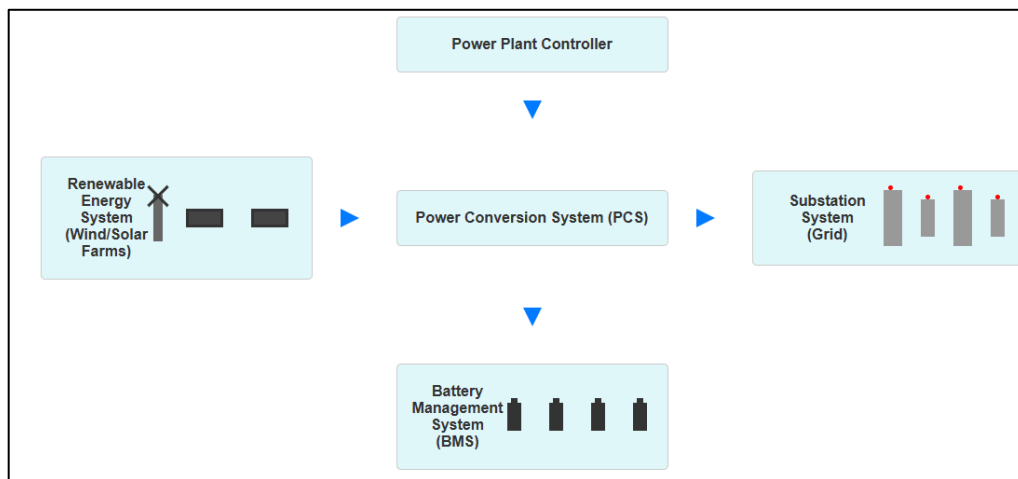 Power Plant Controller
Renewable
Energy
System
(Wind/Solar
Farms)
Power Conversion System (PCS)
Substation
System
(Grid)
Battery
Management
System
(BMS)